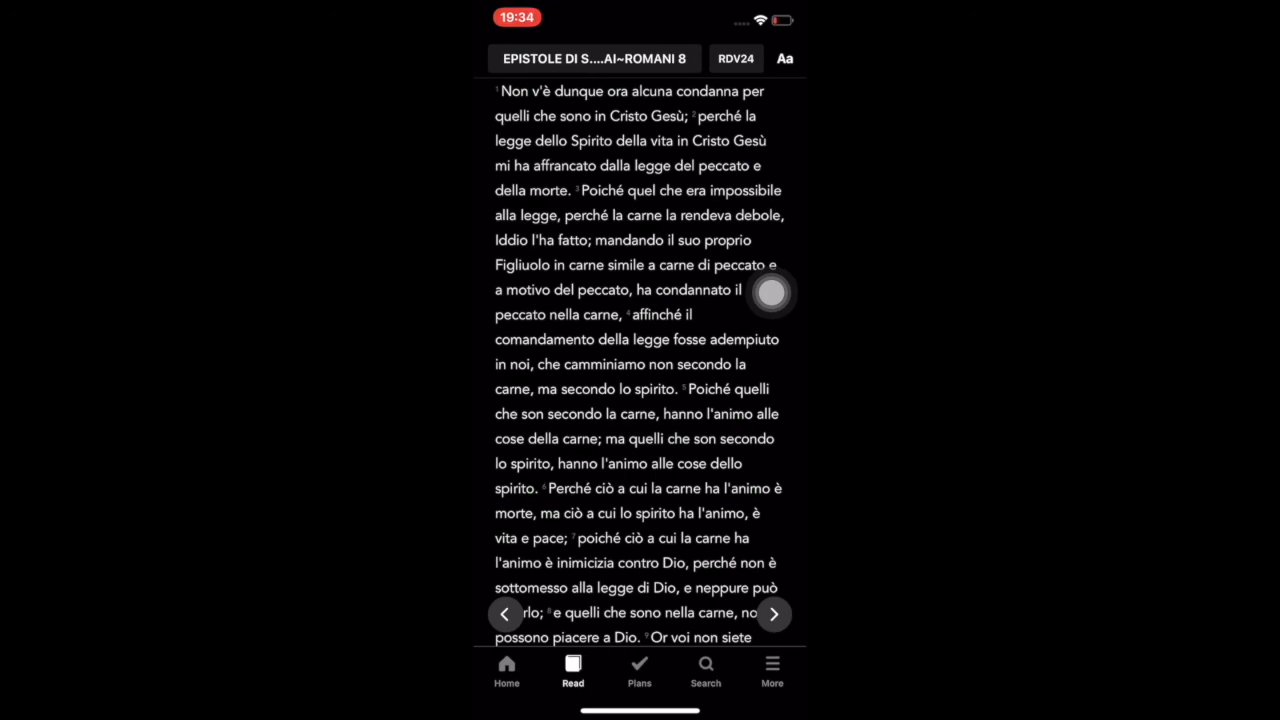 19:34
EPISTOLE DI S....AI~ROMANI 8 RDV24 Aa
1 Non v'è dunque ora alcuna condanna per
quelli che sono in Cristo Gesù; 2 perché la
legge dello Spirito della vita in Cristo Gesù
mi ha affrancato dalla legge del peccato e
della morte. 3 Poiché quel che era impossibile
alla legge, perché la carne la rendeva debole,
Iddio l'ha fatto; mandando il suo proprio
Figliuolo in carne simile a carne di peccato e
a motivo del peccato, ha condannato il
peccato nella carne, 4 affinché il
comandamento della legge fosse adempiuto
in noi, che camminiamo non secondo la
carne, ma secondo lo spirito. 5 Poiché quelli
che son secondo la carne, hanno l'animo alle
cose della carne; ma quelli che son secondo
lo spirito, hanno l'animo alle cose dello
spirito. 6 Perché ciò a cui la carne ha l'animo è
morte, ma ciò a cui lo spirito ha l'animo, è
vita e pace; 7 poiché ciò a cui la carne ha
l'animo è inimicizia contro Dio, perché non è
sottomesso alla legge di Dio, e neppure può
rlo; 8 e quelli che sono nella carne, no
possono piacere a Dio. 9 Or voi non siete
Home Read Plans Search More